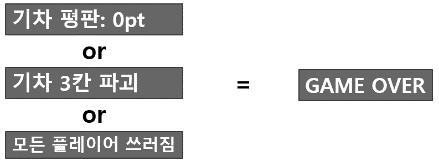 기차 평판: 0pt
or
기차 3칸 파괴
=
GAME OVER
or
모든 플레이어 쓰러짐